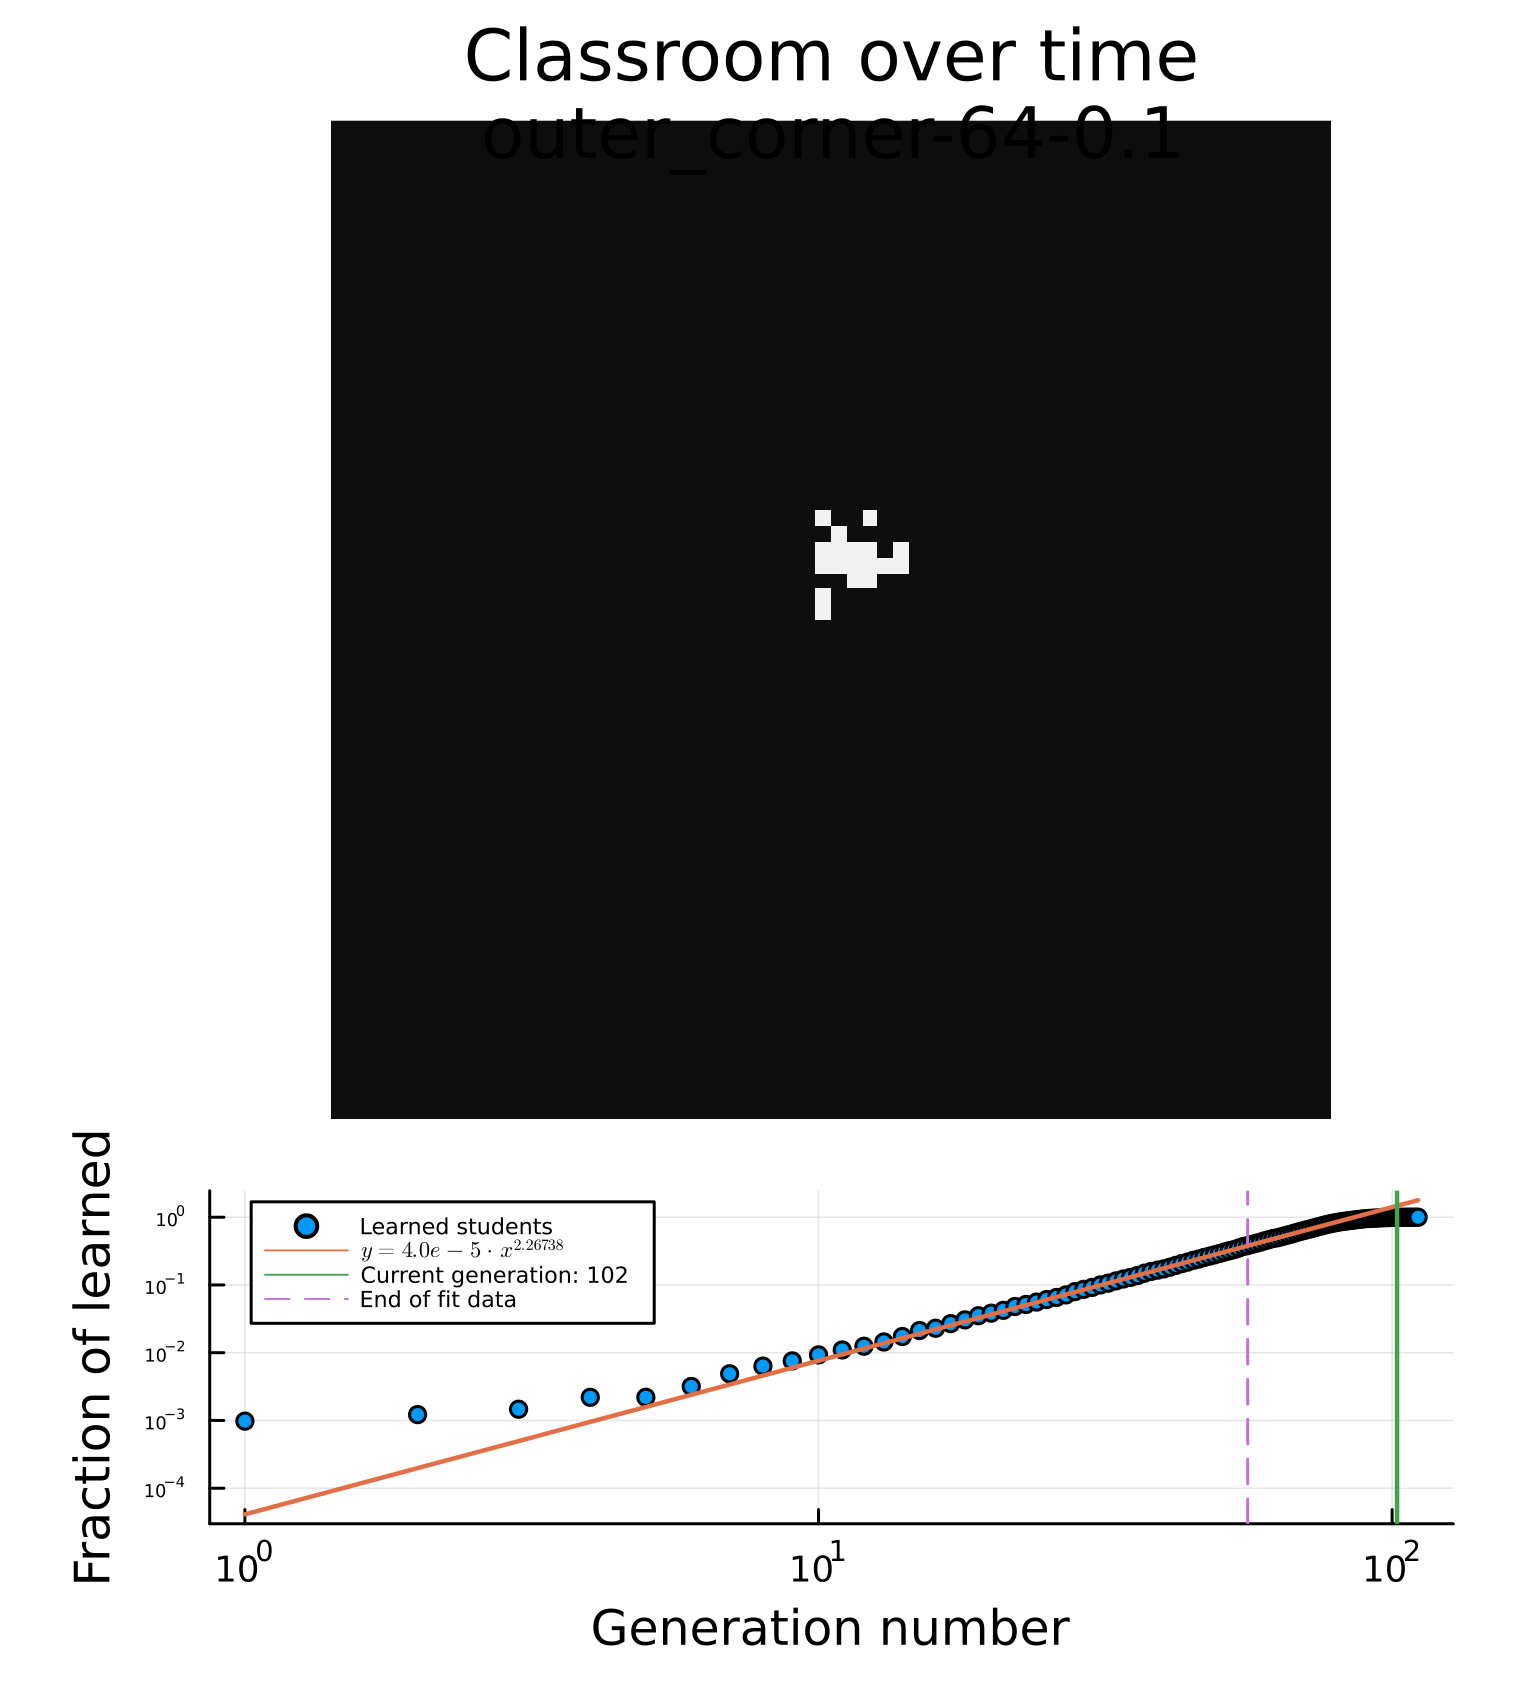 Classroom over time
outer_corner-64-0.1
Fraction of learned
10^0
10^-1
10^-2
10^-3
10^-4
Learned students
y = 4.0e − 5 · x^2.26738
Current generation: 102
End of fit data
10^0
10^1
10^2
Generation number